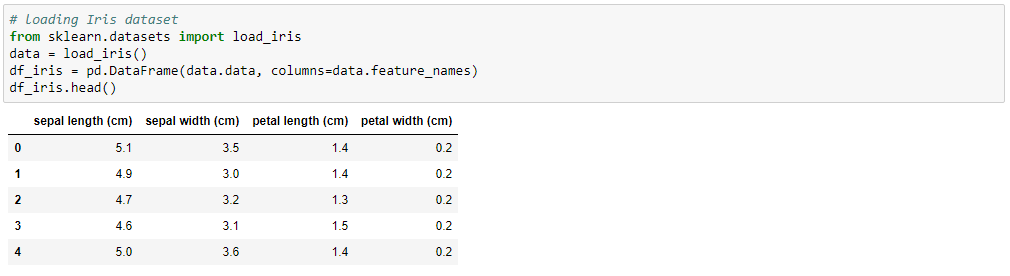 # loading Iris dataset
from sklearn.datasets import load_iris
data = load_iris()
df_iris = pd.DataFrame(data.data, columns=data.feature_names)
df_iris.head()
sepal length (cm) sepal width (cm) petal length (cm) petal width (cm)
0 5.1 3.5 1.4 0.2
1 4.9 3.0 1.4 0.2
2 4.7 3.2 1.3 0.2
3 4.6 3.1 1.5 0.2
4 5.0 3.6 1.4 0.2